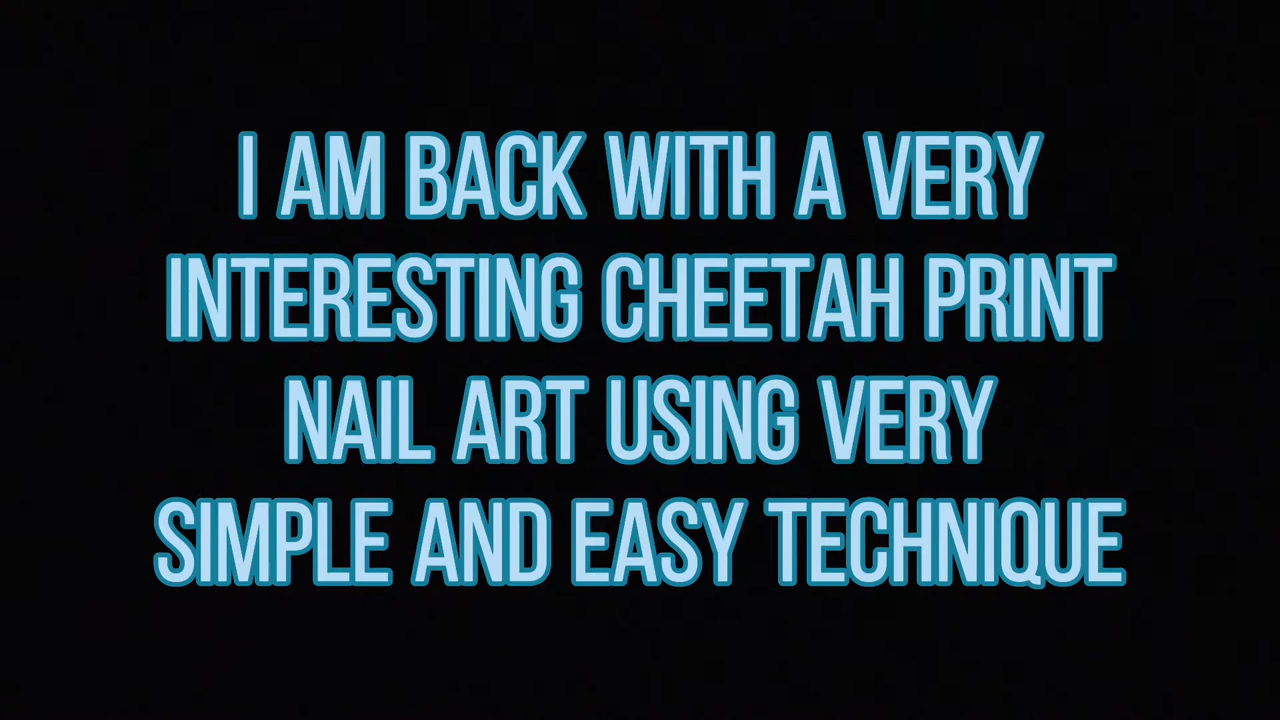 I AM BACK WITH A VERY
INTERESTING CHEETAH PRINT
NAIL ART USING VERY
SIMPLE AND EASY TECHNIQUE